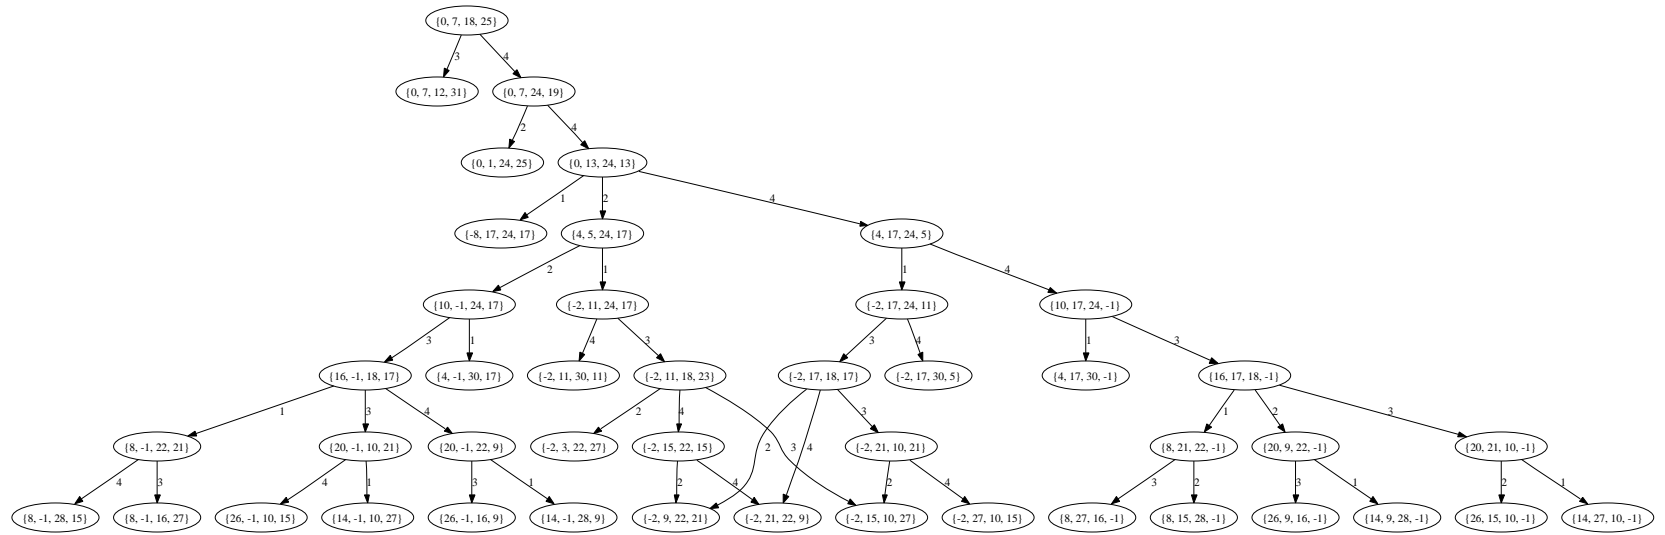 {0, 7, 18, 25}
3 4
{0, 7, 12, 31} {0, 7, 24, 19}
2 4
{0, 1, 24, 25} {0, 13, 24, 13}
1 2 4
{-8, 17, 24, 17} {4, 5, 24, 17} {4, 17, 24, 5}
2 1 1 4
{10, -1, 24, 17} {-2, 11, 24, 17} {-2, 17, 24, 11} {10, 17, 24, -1}
3 1 4 3 3 4 1 3
{16, -1, 18, 17} {4, -1, 30, 17} {-2, 11, 30, 11} {-2, 11, 18, 23} {-2, 17, 18, 17} {-2, 17, 30, 5} {4, 17, 30, -1} {16, 17, 18, -1}
1 3 4 2 4 3 1 2 3
{8, -1, 22, 21} {20, -1, 10, 21} {20, -1, 22, 9} {-2, 3, 22, 27} {-2, 15, 22, 15} 2 3 4 {-2, 21, 10, 21} {8, 21, 22, -1} {20, 9, 22, -1} {20, 21, 10, -1}
4 3 4 1 3 1 2 4 2 4 3 2 3 1 2 1
{8, -1, 28, 15} {8, -1, 16, 27} {26, -1, 10, 15} {14, -1, 10, 27} {26, -1, 16, 9} {14, -1, 28, 9} {-2, 9, 22, 21} {-2, 21, 22, 9} {-2, 15, 10, 27} {-2, 27, 10, 15} {8, 27, 16, -1} {8, 15, 28, -1} {26, 9, 16, -1} {14, 9, 28, -1} {26, 15, 10, -1} {14, 27, 10, -1}